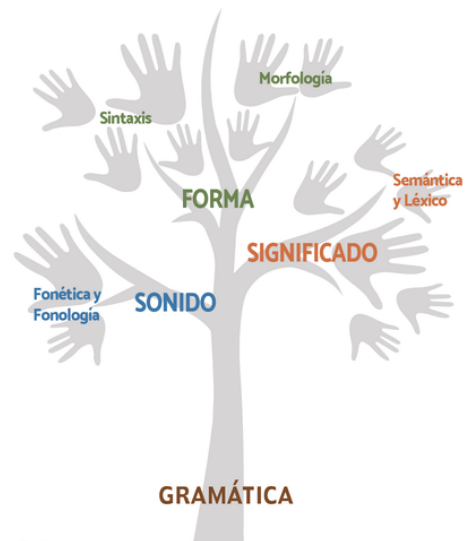 Morfología
Sintaxis
FORMA
Semántica
y Léxico
SIGNIFICADO
Fonética y
Fonología
SONIDO
GRAMÁTICA